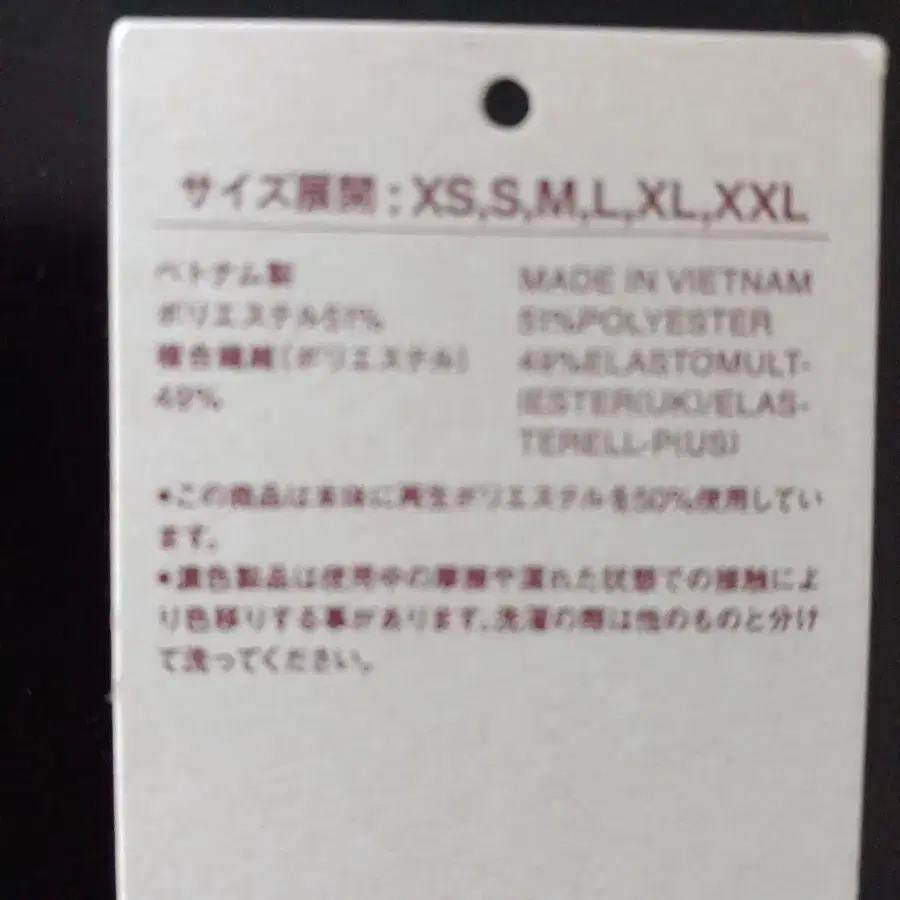 サイズ展開：XS,S,M,L,XL,XXL
ベトナム製
ポリエステル51%
複合繊維（ポリエステル）
49%
MADE IN VIETNAM
51%POLYESTER
49%ELASTOMULT-
IESTER(UK)/ELAS-
TERELL-P(US)
•この商品は本体に再生ポリエステルを50%使用してい
ます。
•濃色製品は使用中の摩擦や濡れた状態での接触によ
り色移りする事があります。洗濯の際は他のものと分け
て洗ってください。